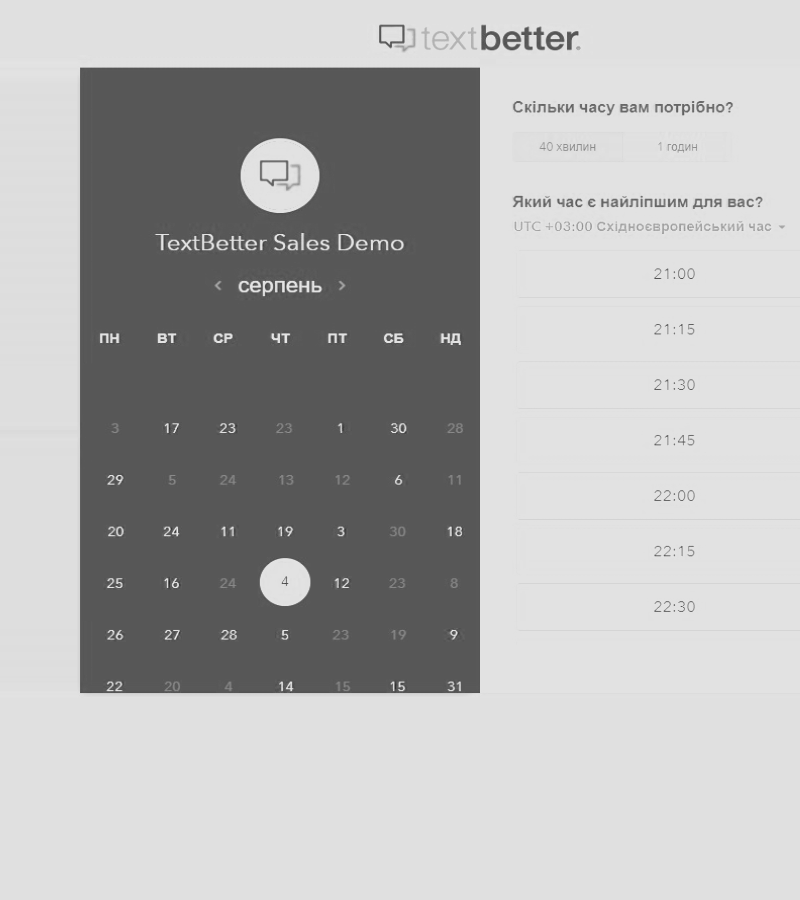 textbetter.
TextBetter Sales Demo
серпень
ПН ВТ СР ЧТ ПТ СБ НД
3 17 23 23 1 30 28
29 5 24 13 12 6 11
20 24 11 19 3 30 18
25 16 24 4 12 23 8
26 27 28 5 23 19 9
22 20 4 14 15 15 31
Скільки часу вам потрібно?
40 хвилин 1 годин
Який час є найліпшим для вас?
UTC +03:00 Східноєвропейський час
21:00
21:15
21:30
21:45
22:00
22:15
22:30